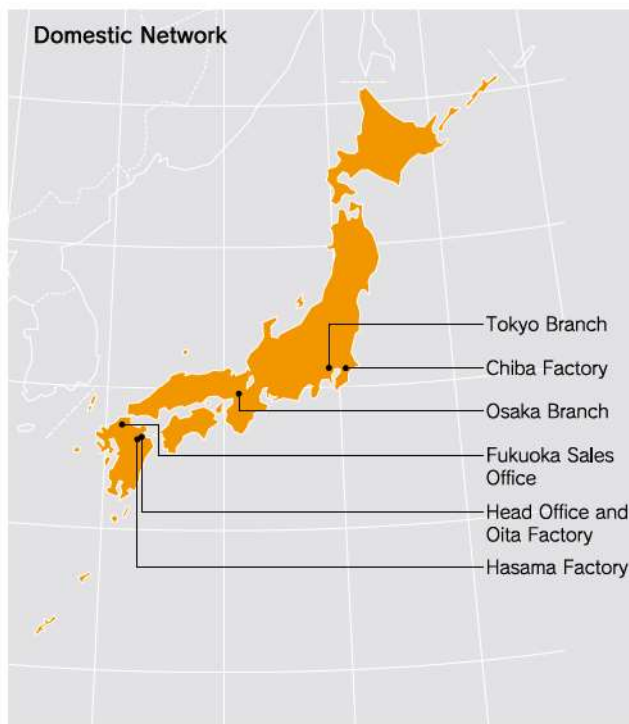 Domestic Network
Tokyo Branch
Chiba Factory
Osaka Branch
Fukuoka Sales
Office
Head Office and
Oita Factory
Hasama Factory